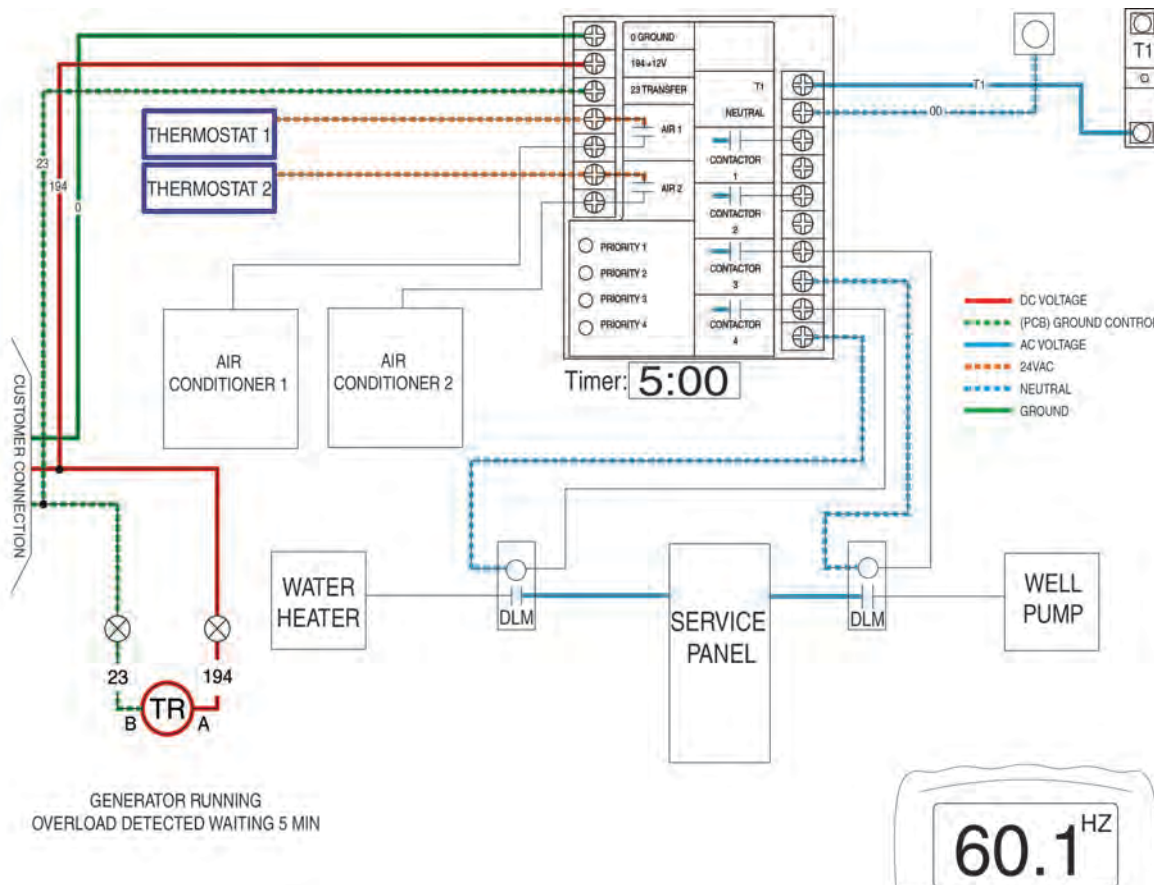 0 GROUND
194 +12V
23 TRANSFER
AIR 1
AIR 2
PRIORITY 1
PRIORITY 2
PRIORITY 3
PRIORITY 4
T1
NEUTRAL
CONTACTOR
1
CONTACTOR
2
CONTACTOR
3
CONTACTOR
4
Timer: 5:00
T1
00
T1
THERMOSTAT 1
THERMOSTAT 2
23
194
0
AIR
CONDITIONER 1
AIR
CONDITIONER 2
DC VOLTAGE
(PCB) GROUND CONTROL
AC VOLTAGE
24VAC
NEUTRAL
GROUND
CUSTOMER CONNECTION
WATER
HEATER
DLM
SERVICE
PANEL
DLM
WELL
PUMP
23
194
B
TR
A
GENERATOR RUNNING
OVERLOAD DETECTED WAITING 5 MIN
60.1 HZ